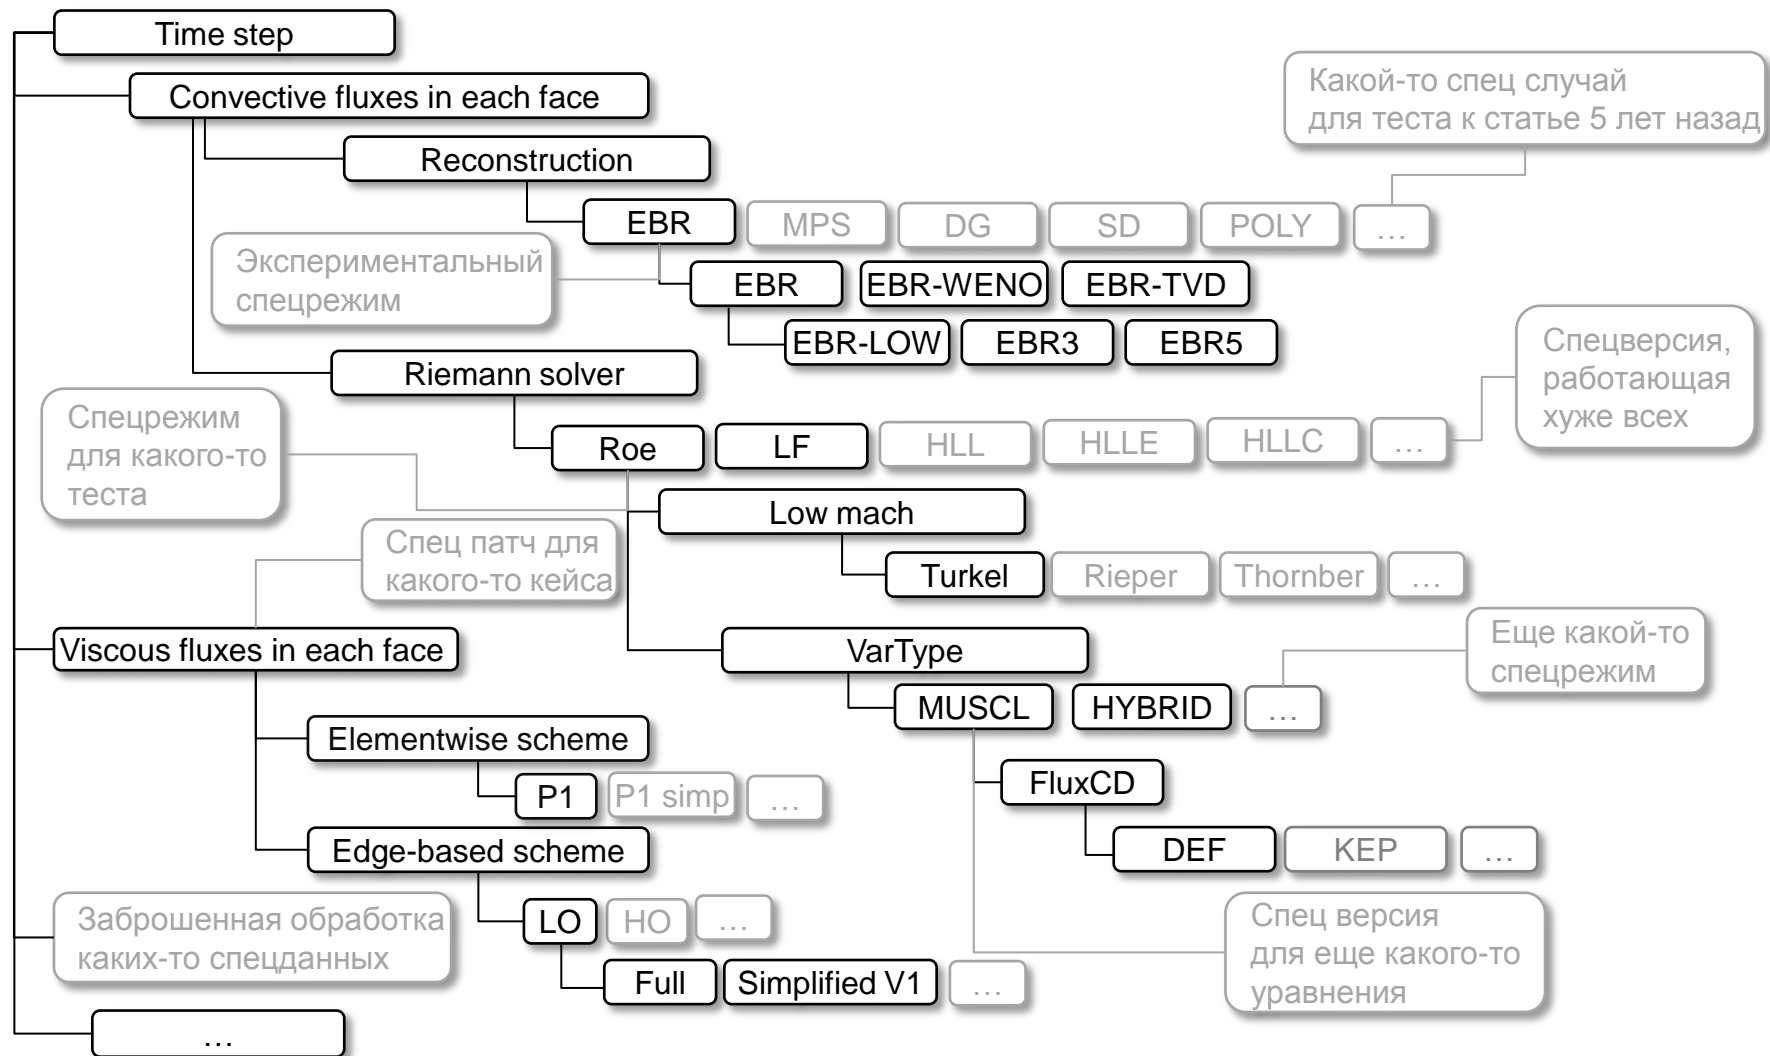 Time step
Convective fluxes in each face
Какой-то спец случай
для теста к статье 5 лет назад
Reconstruction
EBR MPS DG SD POLY ...
Экспериментальный
спецрежим
EBR EBR-WENO EBR-TVD
EBR-LOW EBR3 EBR5
Спецверсия,
работающая
хуже всех
Riemann solver
Спецрежим
для какого-то
теста
Roe LF HLL HLLE HLLC ...
Low mach
Спец патч для
какого-то кейса
Turkel Rieper Thornber ...
Viscous fluxes in each face
VarType
Еще какой-то
спецрежим
MUSCL HYBRID ...
Elementwise scheme
P1 P1 simp ...
FluxCD
Edge-based scheme
DEF KEP ...
Заброшенная обработка
каких-то спецданных
LO HO ...
Full Simplified V1 ...
Спец версия
для еще какого-то
уравнения
...